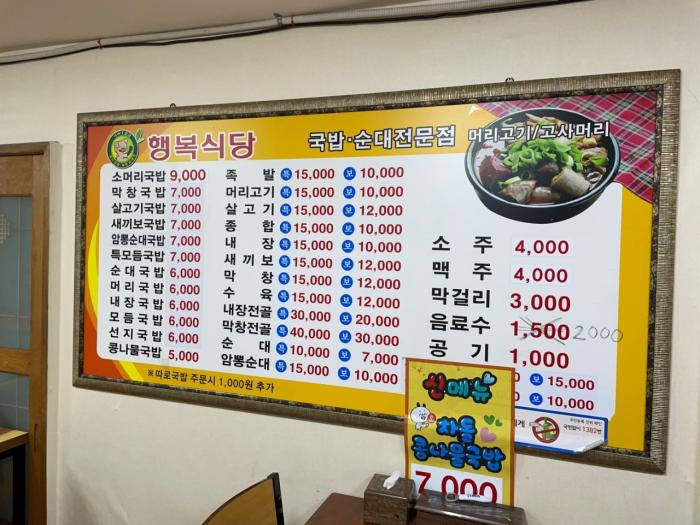 행복식당
국밥·순대전문점 머리고기/고사머리
소머리국밥 9,000
막창국밥 7,000
살고기국밥 7,000
새끼보국밥 7,000
암뽕순대국밥 7,000
특모듬국밥 7,000
순대국밥 6,000
머리국밥 6,000
내장국밥 6,000
모듬국밥 6,000
선지국밥 6,000
콩나물국밥 5,000
※ 따로국밥 주문시 1,000원 추가
족발 특 15,000 보 10,000
머리고기 특 15,000 보 10,000
살고기 특 15,000 보 12,000
종합 특 15,000 보 10,000
내장 특 15,000 보 10,000
새끼보 특 15,000 보 12,000
막창 특 15,000 보 12,000
수육 특 15,000 보 12,000
내장전골 특 30,000 보 20,000
막창전골 특 40,000 보 30,000
순대 특 10,000 보 7,000
암뽕순대 특 15,000 보 10,000
소주 4,000
맥주 4,000
막걸리 3,000
음료수 1,500 2000
공기 1,000
보 15,000
보 10,000
신메뉴
차돌
콩나물국밥
7,000
국번없이 1382번